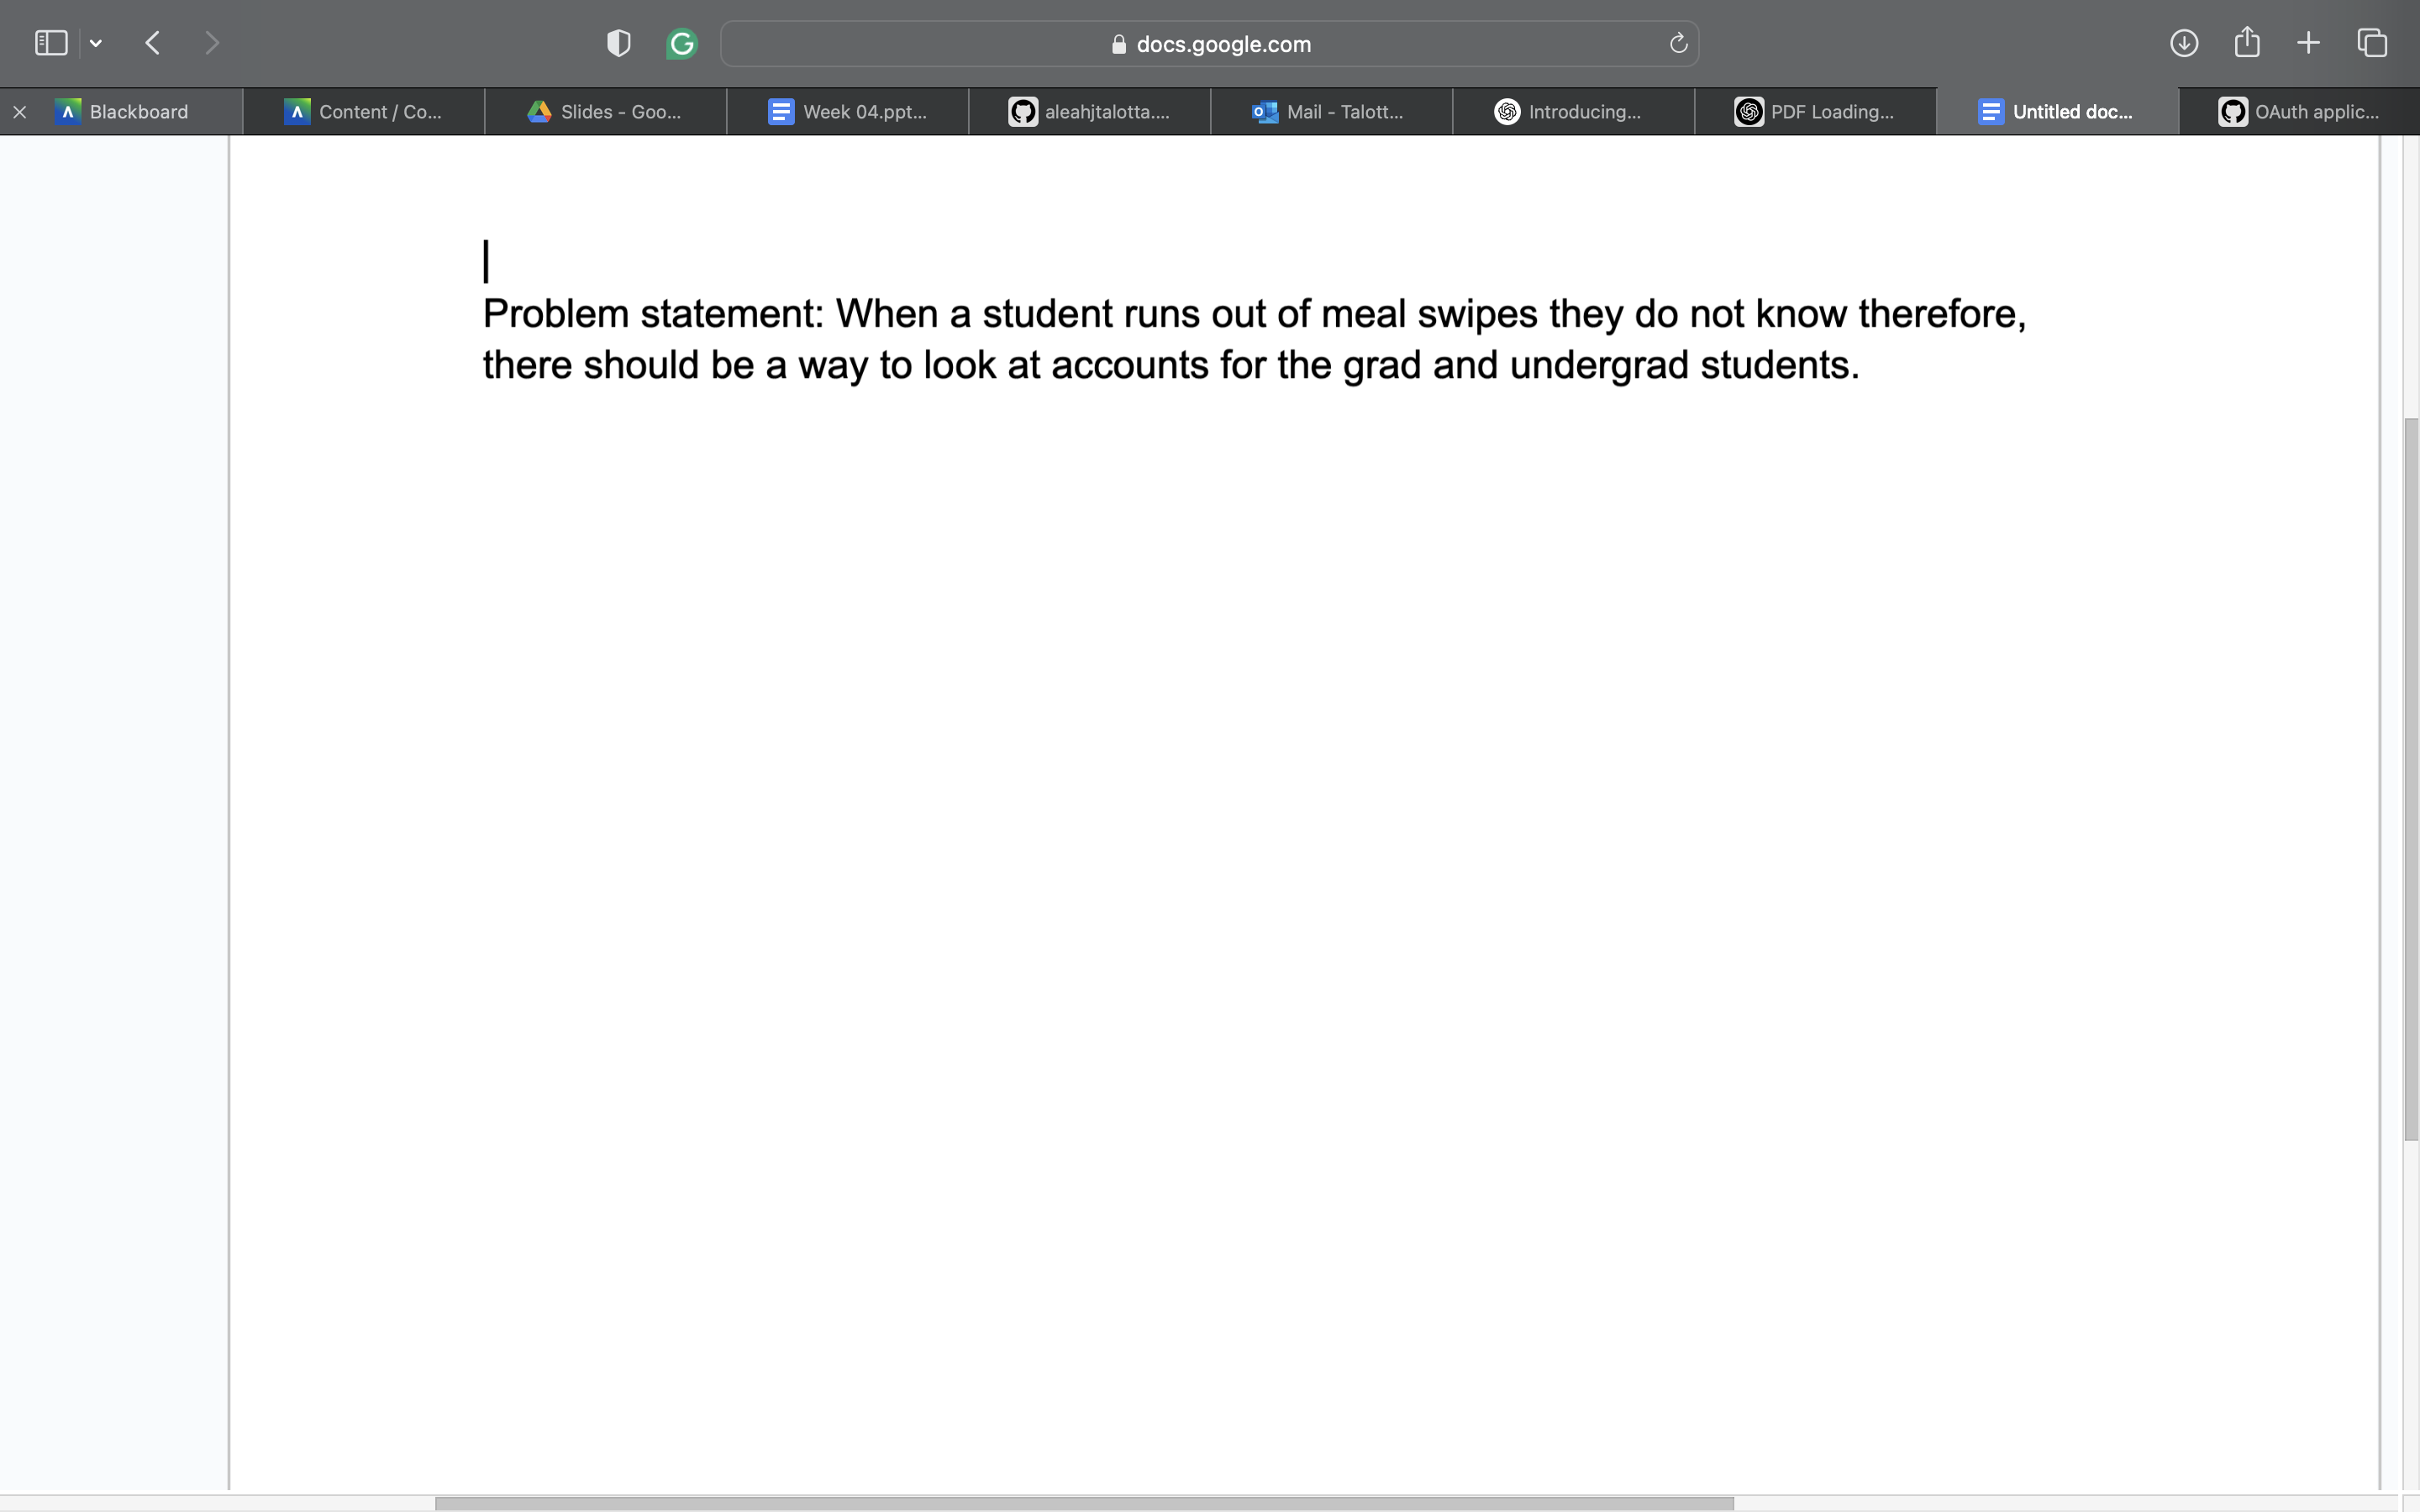 docs.google.com
Blackboard
Content / Co...
Slides - Goo...
Week 04.ppt...
aleahjtalotta....
Mail - Talott...
Introducing...
PDF Loading...
Untitled doc...
OAuth applic...
Problem statement: When a student runs out of meal swipes they do not know therefore,
there should be a way to look at accounts for the grad and undergrad students.